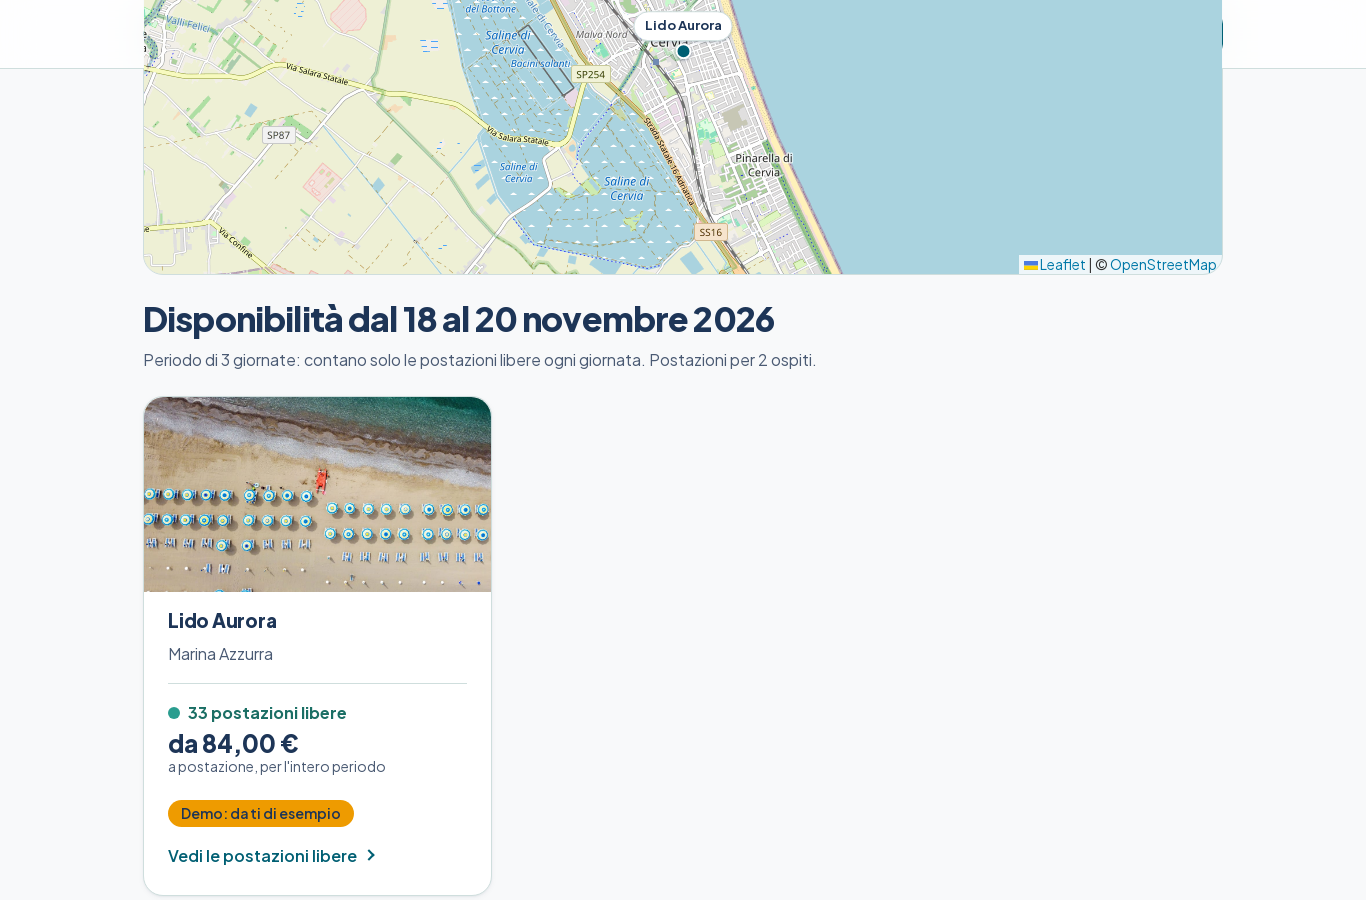 del Bottone
Valli Felici
Saline di
Cervia
Malva Nord
Lido Aurora
Cervia
Bacini salanti
SP254
Via Salara Statale
SP87
Via Salara Statale
Strada Statale 16 Adriatica
Pinarella di
Cervia
Saline di
Cervia
Saline di
Cervia
Via Confine
SS16
Leaflet | © OpenStreetMap
Disponibilità dal 18 al 20 novembre 2026
Periodo di 3 giornate: contano solo le postazioni libere ogni giornata. Postazioni per 2 ospiti.
Lido Aurora
Marina Azzurra
33 postazioni libere
da 84,00 €
a postazione, per l'intero periodo
Demo: dati di esempio
Vedi le postazioni libere